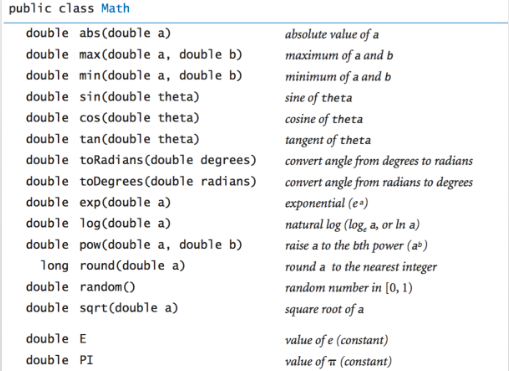 public class Math
double abs(double a) absolute value of a
double max(double a, double b) maximum of a and b
double min(double a, double b) minimum of a and b
double sin(double theta) sine of theta
double cos(double theta) cosine of theta
double tan(double theta) tangent of theta
double toRadians(double degrees) convert angle from degrees to radians
double toDegrees(double radians) convert angle from radians to degrees
double exp(double a) exponential (eᵃ)
double log(double a) natural log (logₑ a, or ln a)
double pow(double a, double b) raise a to the bth power (aᵇ)
long round(double a) round a to the nearest integer
double random() random number in [0, 1)
double sqrt(double a) square root of a
double E value of e (constant)
double PI value of π (constant)